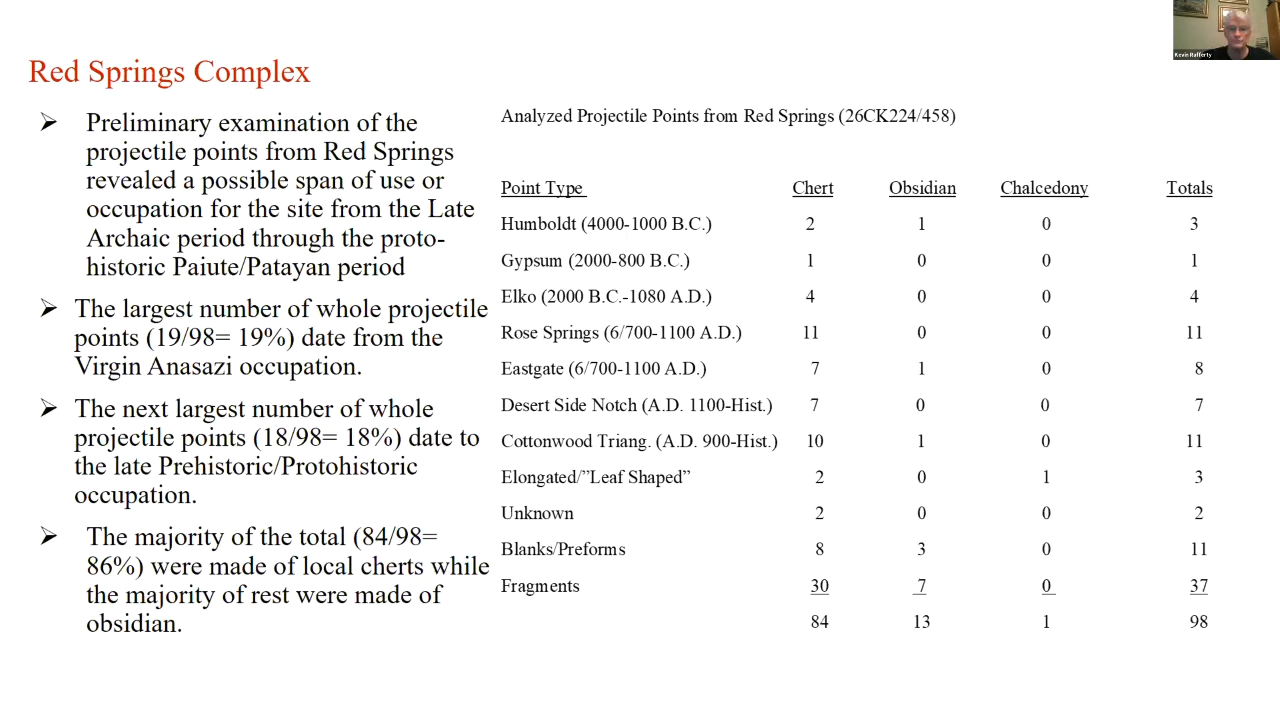 Kevin Rafferty
Red Springs Complex
➢ Preliminary examination of the
projectile points from Red Springs
revealed a possible span of use or
occupation for the site from the Late
Archaic period through the proto-
historic Paiute/Patayan period
➢ The largest number of whole projectile
points (19/98= 19%) date from the
Virgin Anasazi occupation.
➢ The next largest number of whole
projectile points (18/98= 18%) date to
the late Prehistoric/Protohistoric
occupation.
➢ The majority of the total (84/98=
86%) were made of local cherts while
the majority of rest were made of
obsidian.
Analyzed Projectile Points from Red Springs (26CK224/458)
Point Type Chert Obsidian Chalcedony Totals
Humboldt (4000-1000 B.C.) 2 1 0 3
Gypsum (2000-800 B.C.) 1 0 0 1
Elko (2000 B.C.-1080 A.D.) 4 0 0 4
Rose Springs (6/700-1100 A.D.) 11 0 0 11
Eastgate (6/700-1100 A.D.) 7 1 0 8
Desert Side Notch (A.D. 1100-Hist.) 7 0 0 7
Cottonwood Triang. (A.D. 900-Hist.) 10 1 0 11
Elongated/”Leaf Shaped” 2 0 1 3
Unknown 2 0 0 2
Blanks/Preforms 8 3 0 11
Fragments 30 7 0 37
84 13 1 98